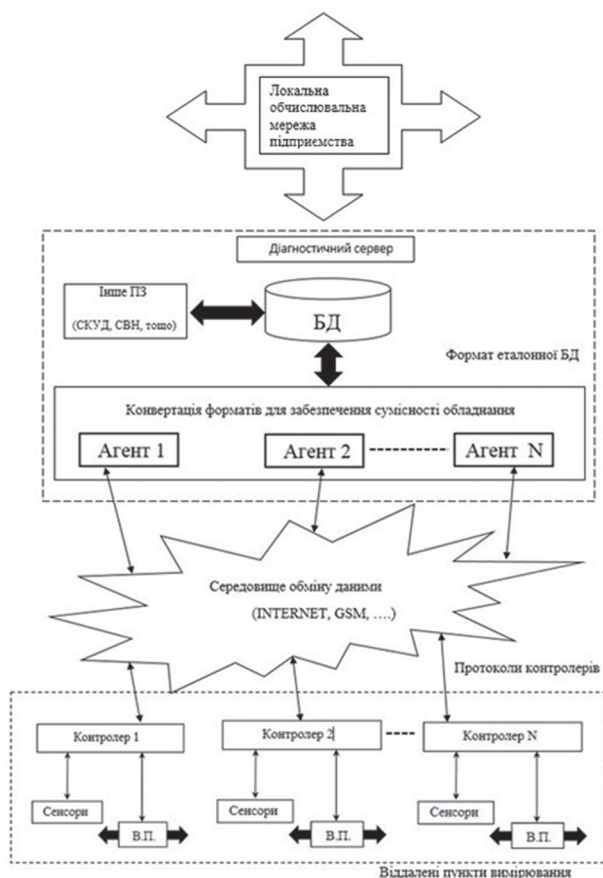 Локальна
обчислювальна
мережа
підприємства
Діагностичний сервер
Інше ПЗ
(СКУД, СВН, тощо)
БД
Формат еталонної БД
Конвертація форматів для забезпечення сумісності обладнання
Агент 1
Агент 2
Агент N
Середовище обміну даними
(INTERNET, GSM, ....)
Протоколи контролерів
Контролер 1
Контролер 2
Контролер N
Сенсори
Сенсори
Сенсори
В.П.
В.П.
В.П.
Віддалені пункти вимірювання